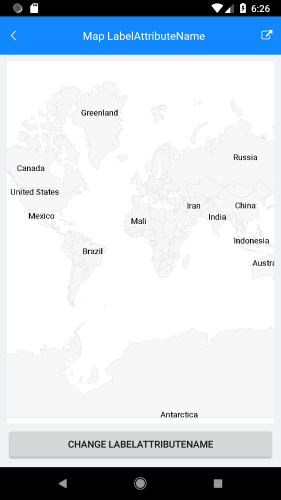 6:26
Map LabelAttributeName
Greenland
Russia
Canada
United States
Iran
China
Mexico
Mali
India
Indonesia
Brazil
Austra
Antarctica
CHANGE LABELATTRIBUTENAME